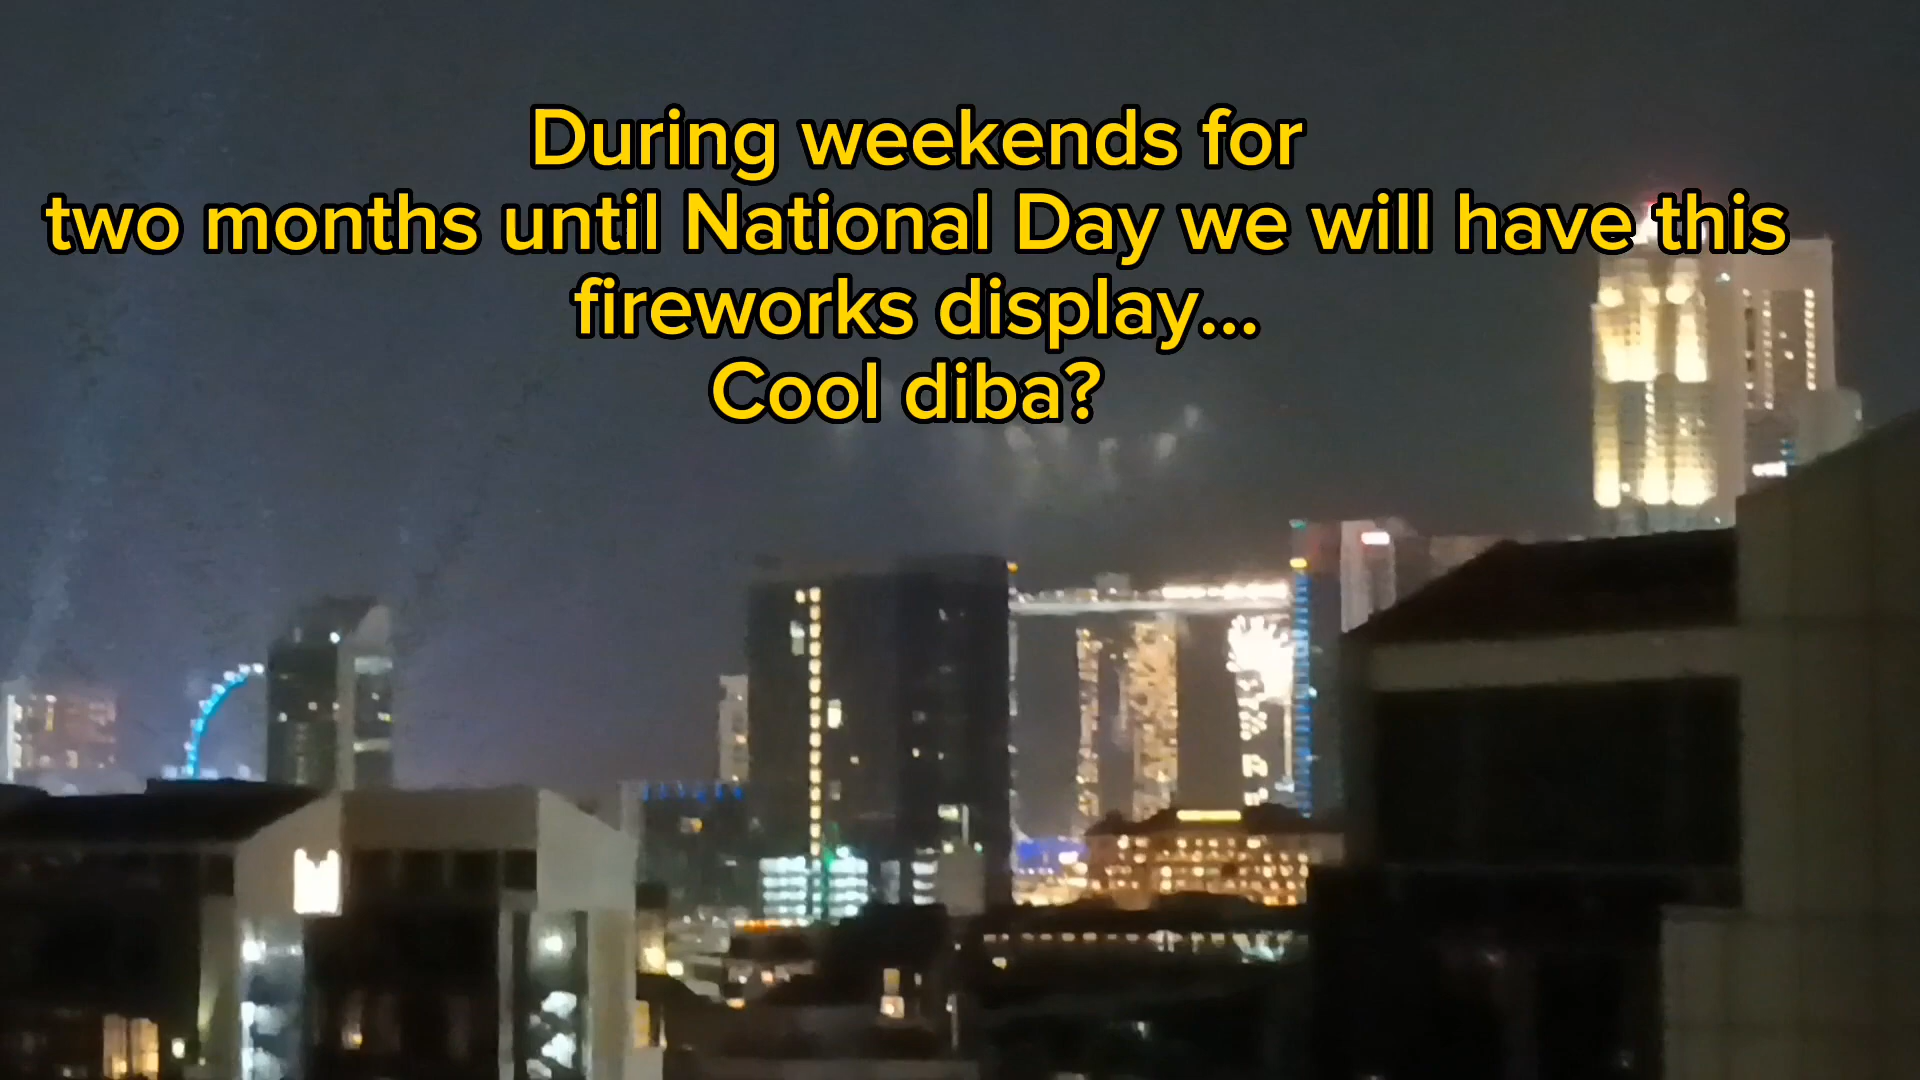 During weekends for
two months until National Day we will have this
fireworks display...
Cool diba?